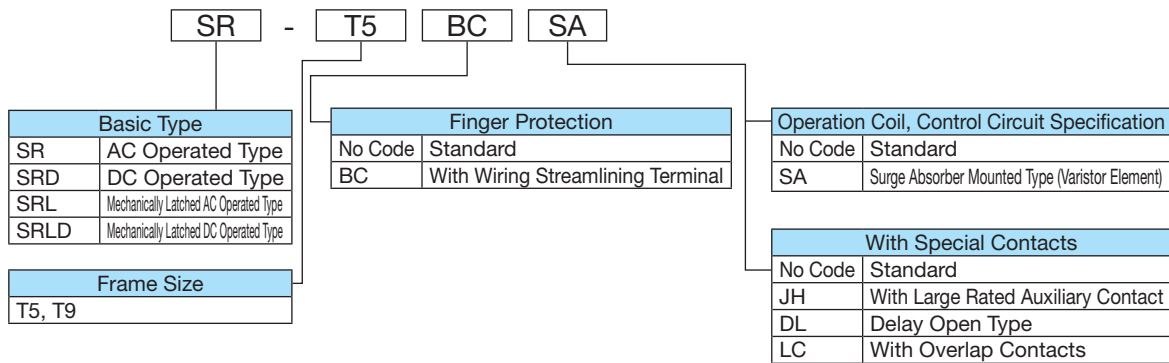 SR - T5 BC SA
Basic Type
SR AC Operated Type
SRD DC Operated Type
SRL Mechanically Latched AC Operated Type
SRLD Mechanically Latched DC Operated Type
Frame Size
T5, T9
Finger Protection
No Code Standard
BC With Wiring Streamlining Terminal
Operation Coil, Control Circuit Specification
No Code Standard
SA Surge Absorber Mounted Type (Varistor Element)
With Special Contacts
No Code Standard
JH With Large Rated Auxiliary Contact
DL Delay Open Type
LC With Overlap Contacts